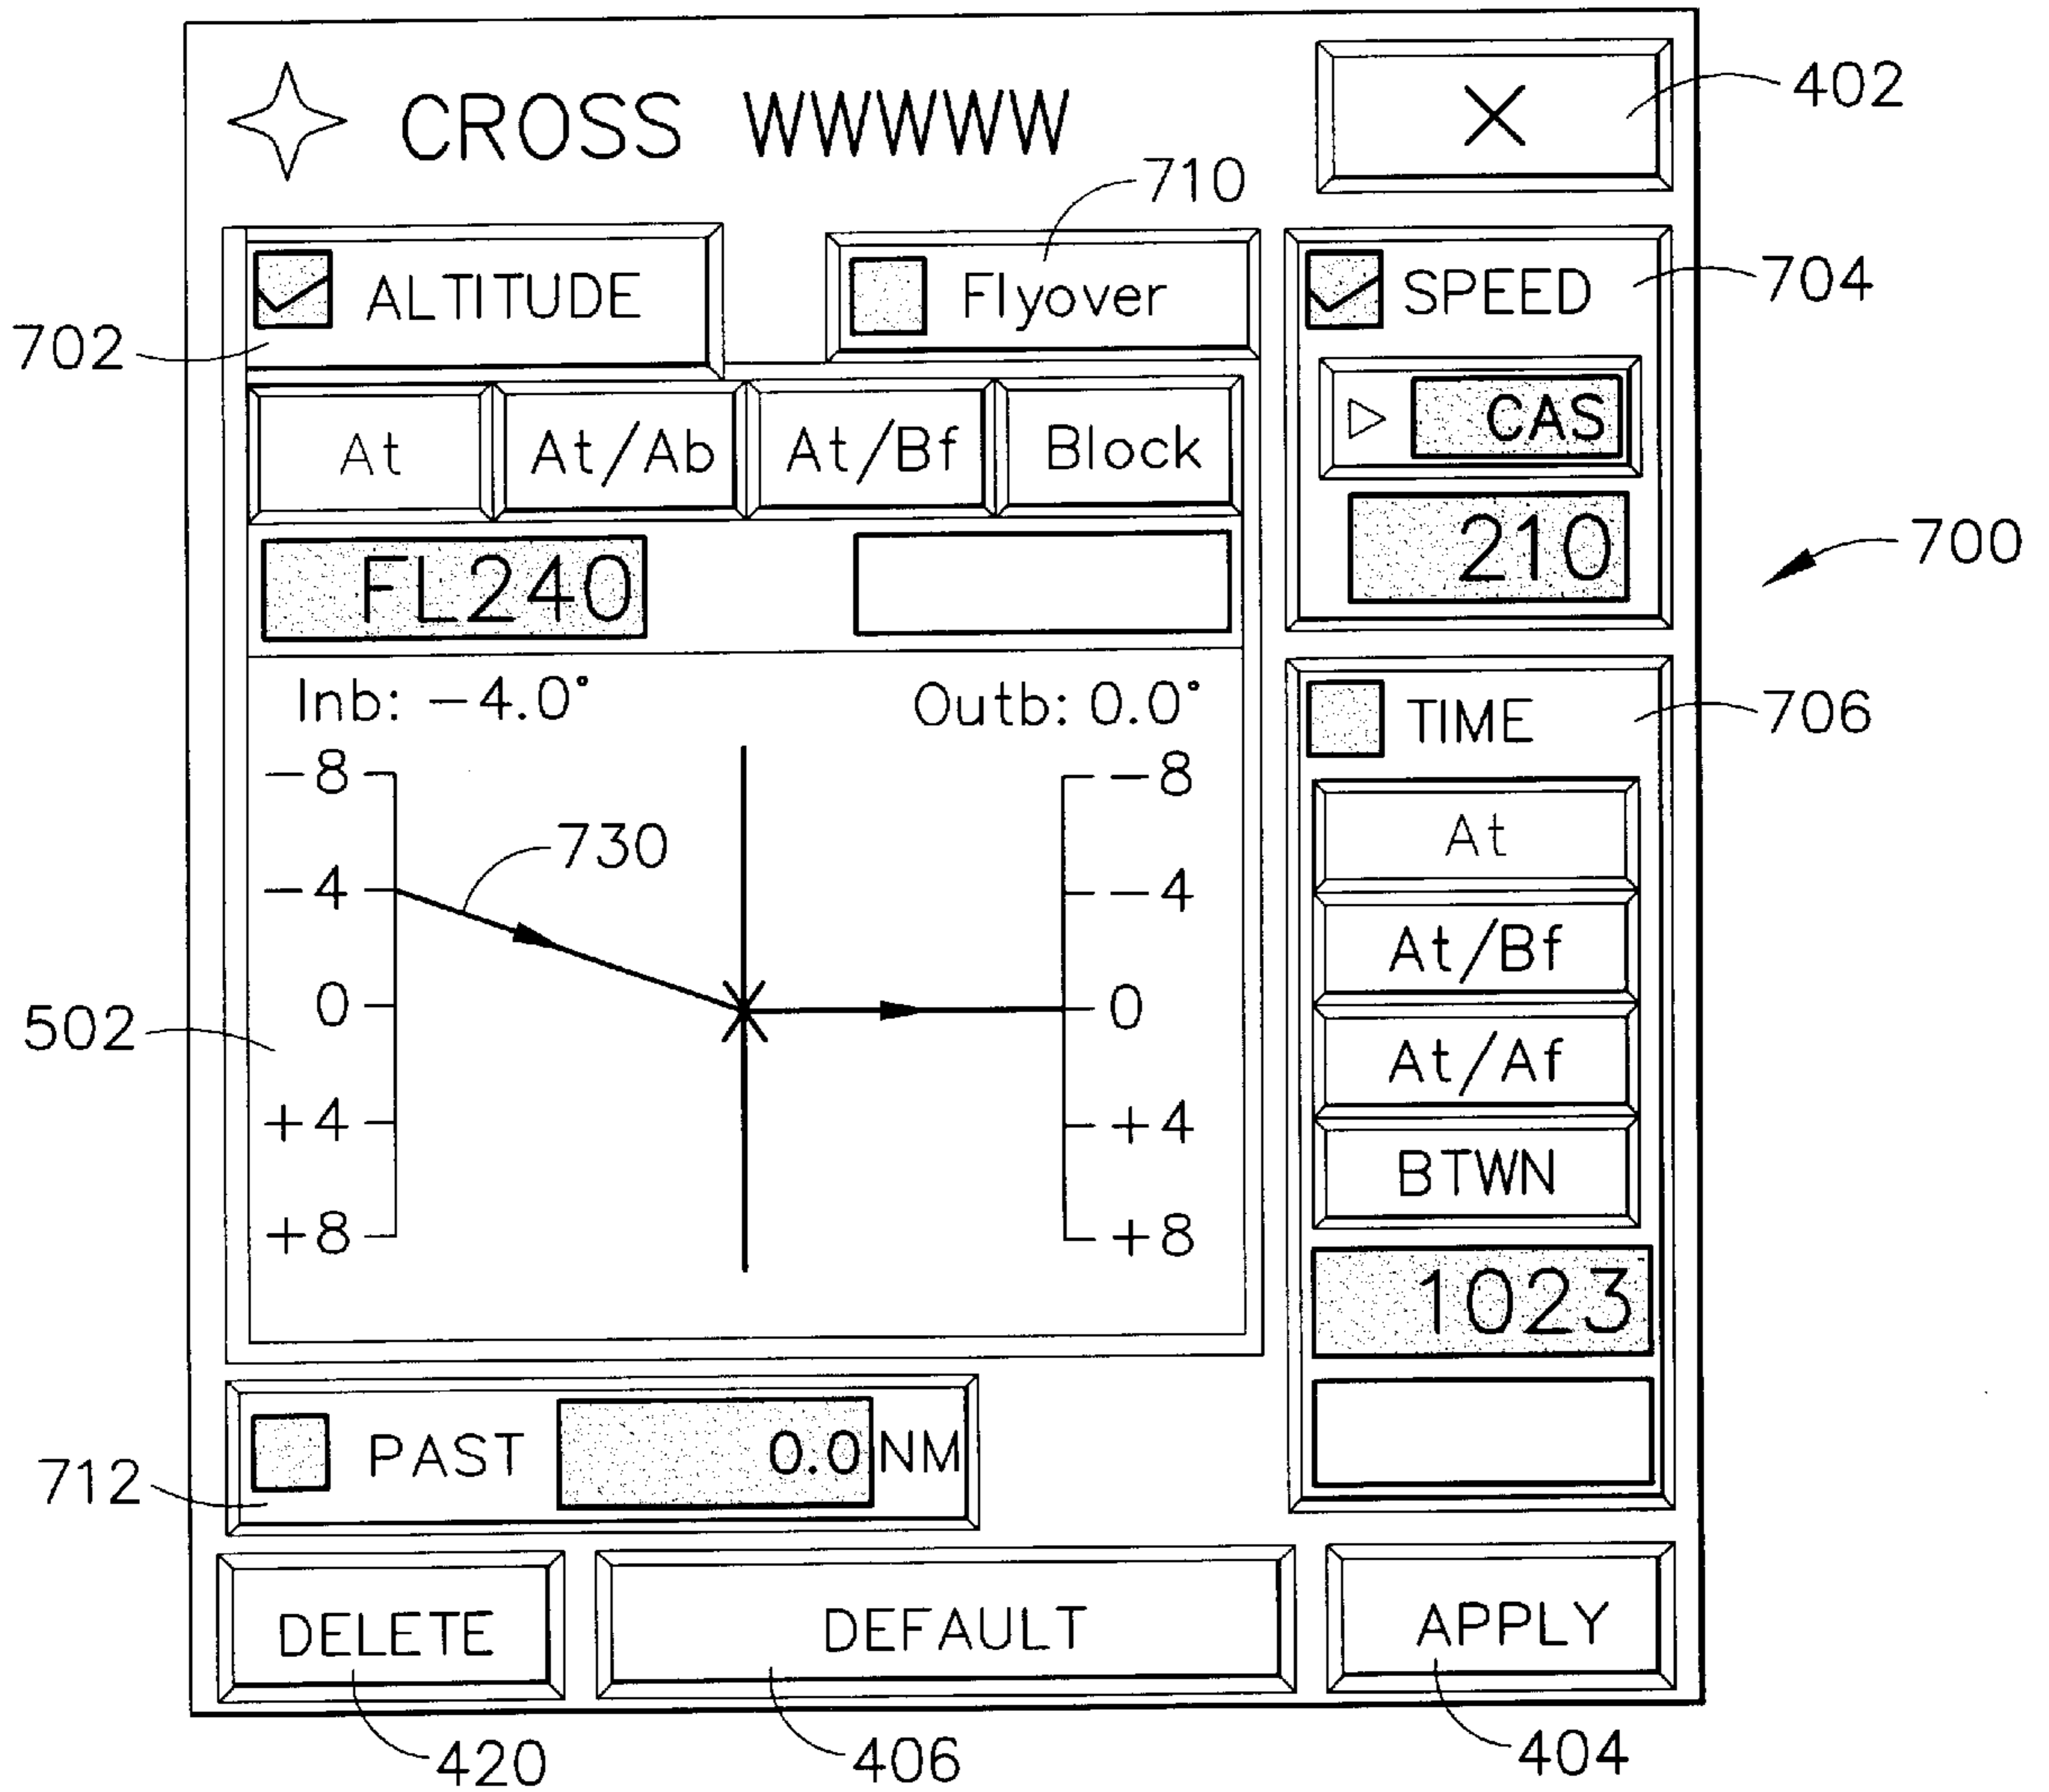 CROSS WWWWW
X
402
710
ALTITUDE
Flyover
SPEED
704
702
CAS
At At/Ab At/Bf Block
210
700
FL240
Inb: -4.0°
Outb: 0.0°
TIME
706
-8
-8
At
730
-4
-4
At/Bf
0
0
502
At/Af
+4
+4
BTWN
+8
+8
1023
PAST 0.0 NM
712
DELETE
DEFAULT
APPLY
420
406
404